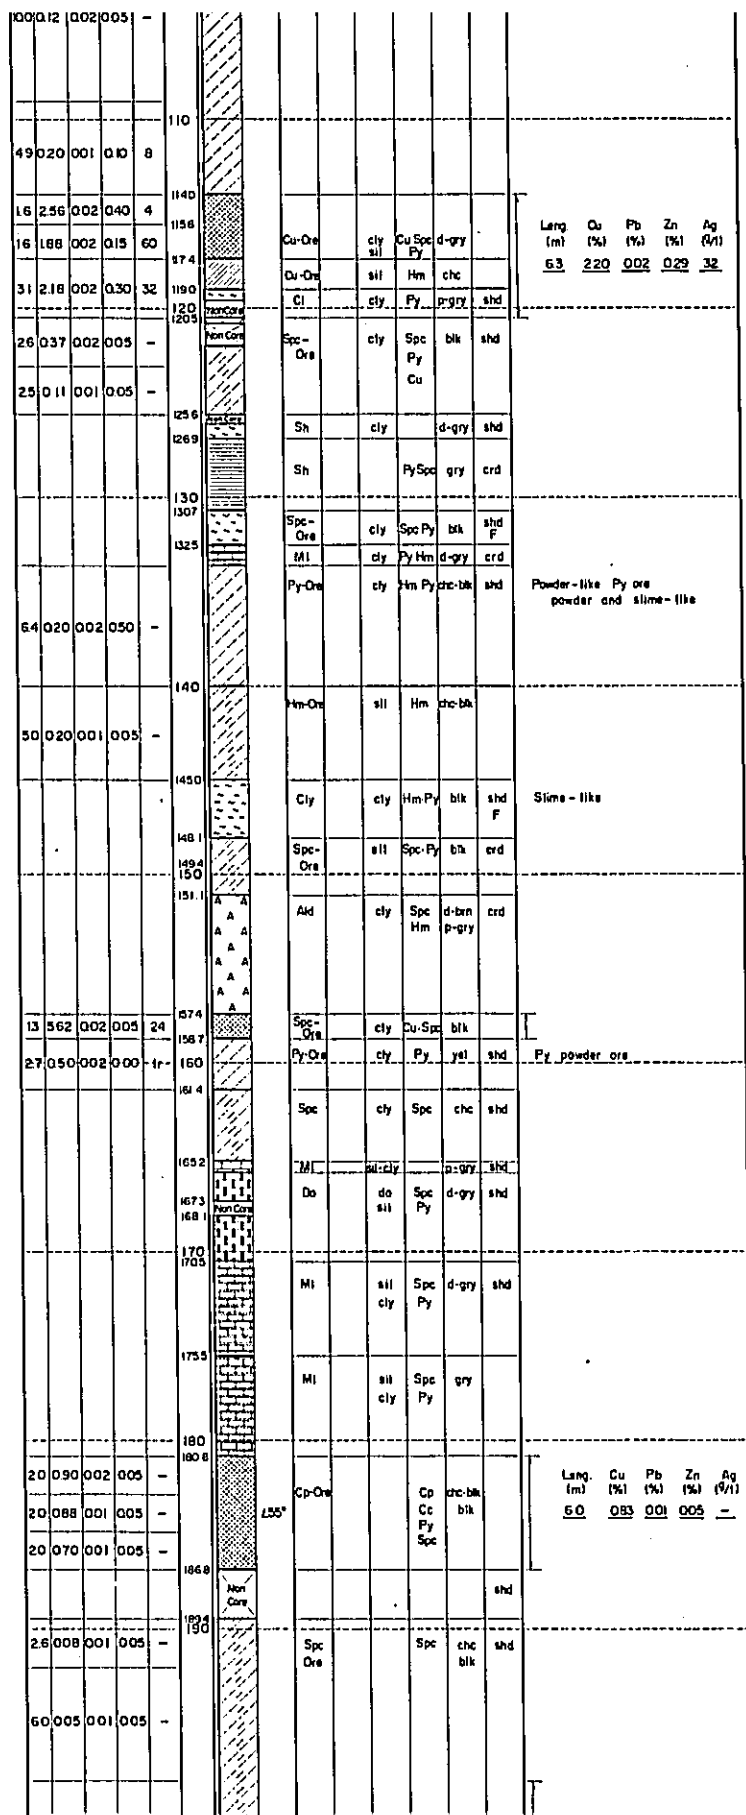 10.0 0.12 0.02 0.05 -
110
4.9 0.20 0.01 0.10 8
114.0
1.6 2.56 0.02 0.40 4
115.6
1.6 1.88 0.02 0.15 60
Cu-Ore cly Cu Spc d-gry
sil Py
Leng. Cu Pb Zn Ag
(m) (%) (%) (%) (g/t)
6.3 2.20 0.02 0.29 32
117.4
Cu-Ore sil Hm chc
3.1 2.18 0.02 0.30 32
119.0
Cl cly Py p-gry shd
120 Non Core
120.5
2.6 0.37 0.02 0.05 -
Non Core
Spc- cly Spc blk shd
Ore Py
Cu
2.5 0.11 0.01 0.05 -
125.6
Non Core
Sh cly d-gry shd
126.9
Sh Py Spc gry crd
130
130.7
Spc- cly Spc Py blk shd
Ore F
132.5
Ml cly Py Hm d-gry crd
Py-Ore cly Hm Py chc-blk shd Powder-like Py ore
powder and slime-like
6.4 0.20 0.02 0.50 -
140
Hm-Ore sil Hm chc-blk
5.0 0.20 0.01 0.05 -
145.0
Cly cly Hm·Py blk shd Slime-like
F
148.1
Spc- sil Spc·Py blk crd
Ore
149.4
150
151.1
A A A A A A A A A A A
Ald cly Spc d-brn crd
Hm p-gry
157.4
1.3 5.62 0.02 0.05 24
Spc- cly Cu·Spc blk
Ore
158.7
2.7 0.50 0.02 0.00 -tr-
160
Py-Ore cly Py yel shd Py powder ore
161.4
Spc cly Spc chc shd
165.2
Ml sil-cly p-gry shd
Do do Spc d-gry shd
sil Py
167.3
Non Core
168.1
170
170.5
Ml sil Spc d-gry shd
cly Py
175.5
Ml sil Spc gry
cly Py
180
180.8
2.0 0.90 0.02 0.05 -
Leng. Cu Pb Zn Ag
(m) (%) (%) (%) (g/t)
6.0 0.83 0.01 0.05 -
Cp-Ore Cp chc-blk
Cc blk
Py
Spc
2.0 0.88 0.01 0.05 -
∠55°
2.0 0.70 0.01 0.05 -
186.8
Non
Core
shd
189.4
190
2.6 0.08 0.01 0.05 -
Spc Spc chc shd
Ore blk
6.0 0.05 0.01 0.05 -